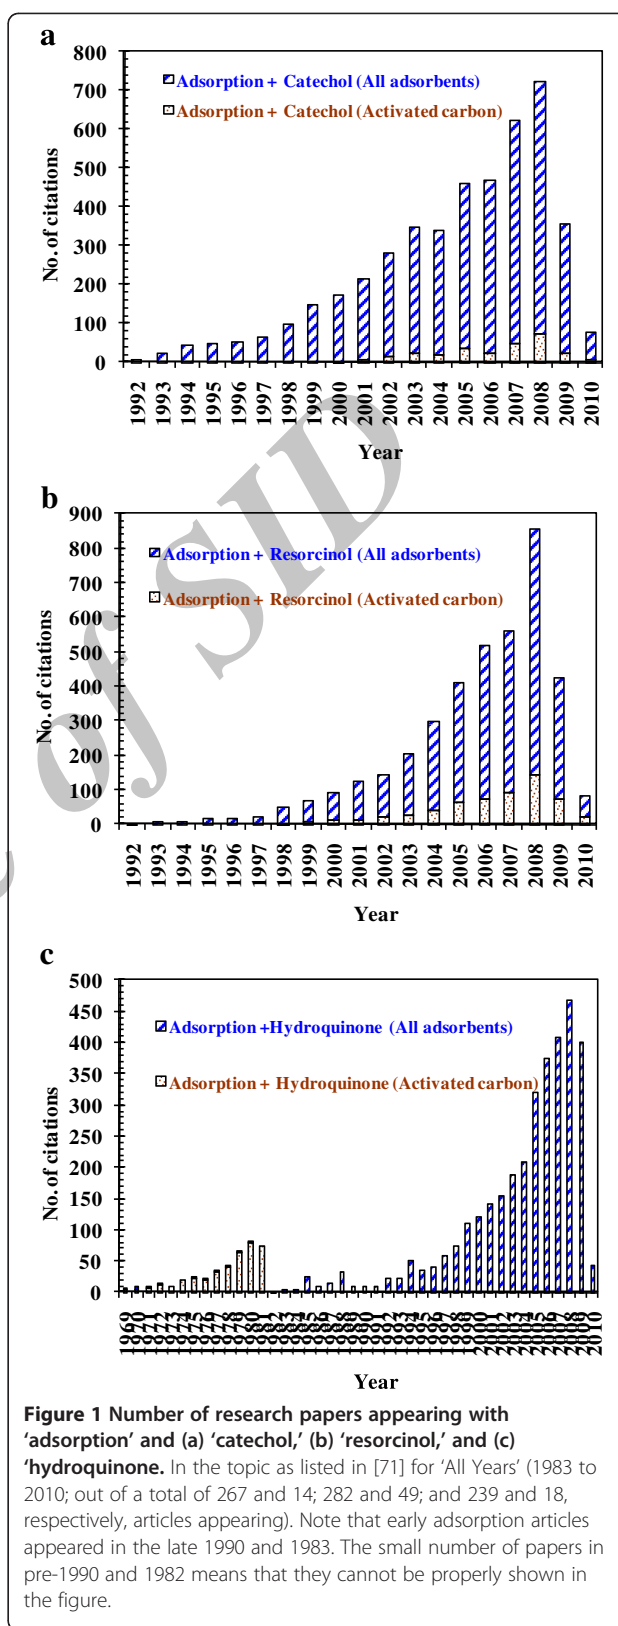 a
800
700
600
500
400
300
200
100
0
No. of citations
Adsorption + Catechol (All adsorbents)
Adsorption + Catechol (Activated carbon)
1992 1993 1994 1995 1996 1997 1998 1999 2000 2001 2002 2003 2004 2005 2006 2007 2008 2009 2010
Year
b
900
800
700
600
500
400
300
200
100
0
No. of citations
Adsorption + Resorcinol (All adsorbents)
Adsorption + Resorcinol (Activated carbon)
1992 1993 1994 1995 1996 1997 1998 1999 2000 2001 2002 2003 2004 2005 2006 2007 2008 2009 2010
Year
c
500
450
400
350
300
250
200
150
100
50
0
No. of citations
Adsorption +Hydroquinone (All adsorbents)
Adsorption + Hydroquinone (Activated carbon)
Year
of SID
Figure 1 Number of research papers appearing with
‘adsorption’ and (a) ‘catechol,’ (b) ‘resorcinol,’ and (c)
‘hydroquinone. In the topic as listed in [71] for ‘All Years’ (1983 to
2010; out of a total of 267 and 14; 282 and 49; and 239 and 18,
respectively, articles appearing). Note that early adsorption articles
appeared in the late 1990 and 1983. The small number of papers in
pre-1990 and 1982 means that they cannot be properly shown in
the figure.